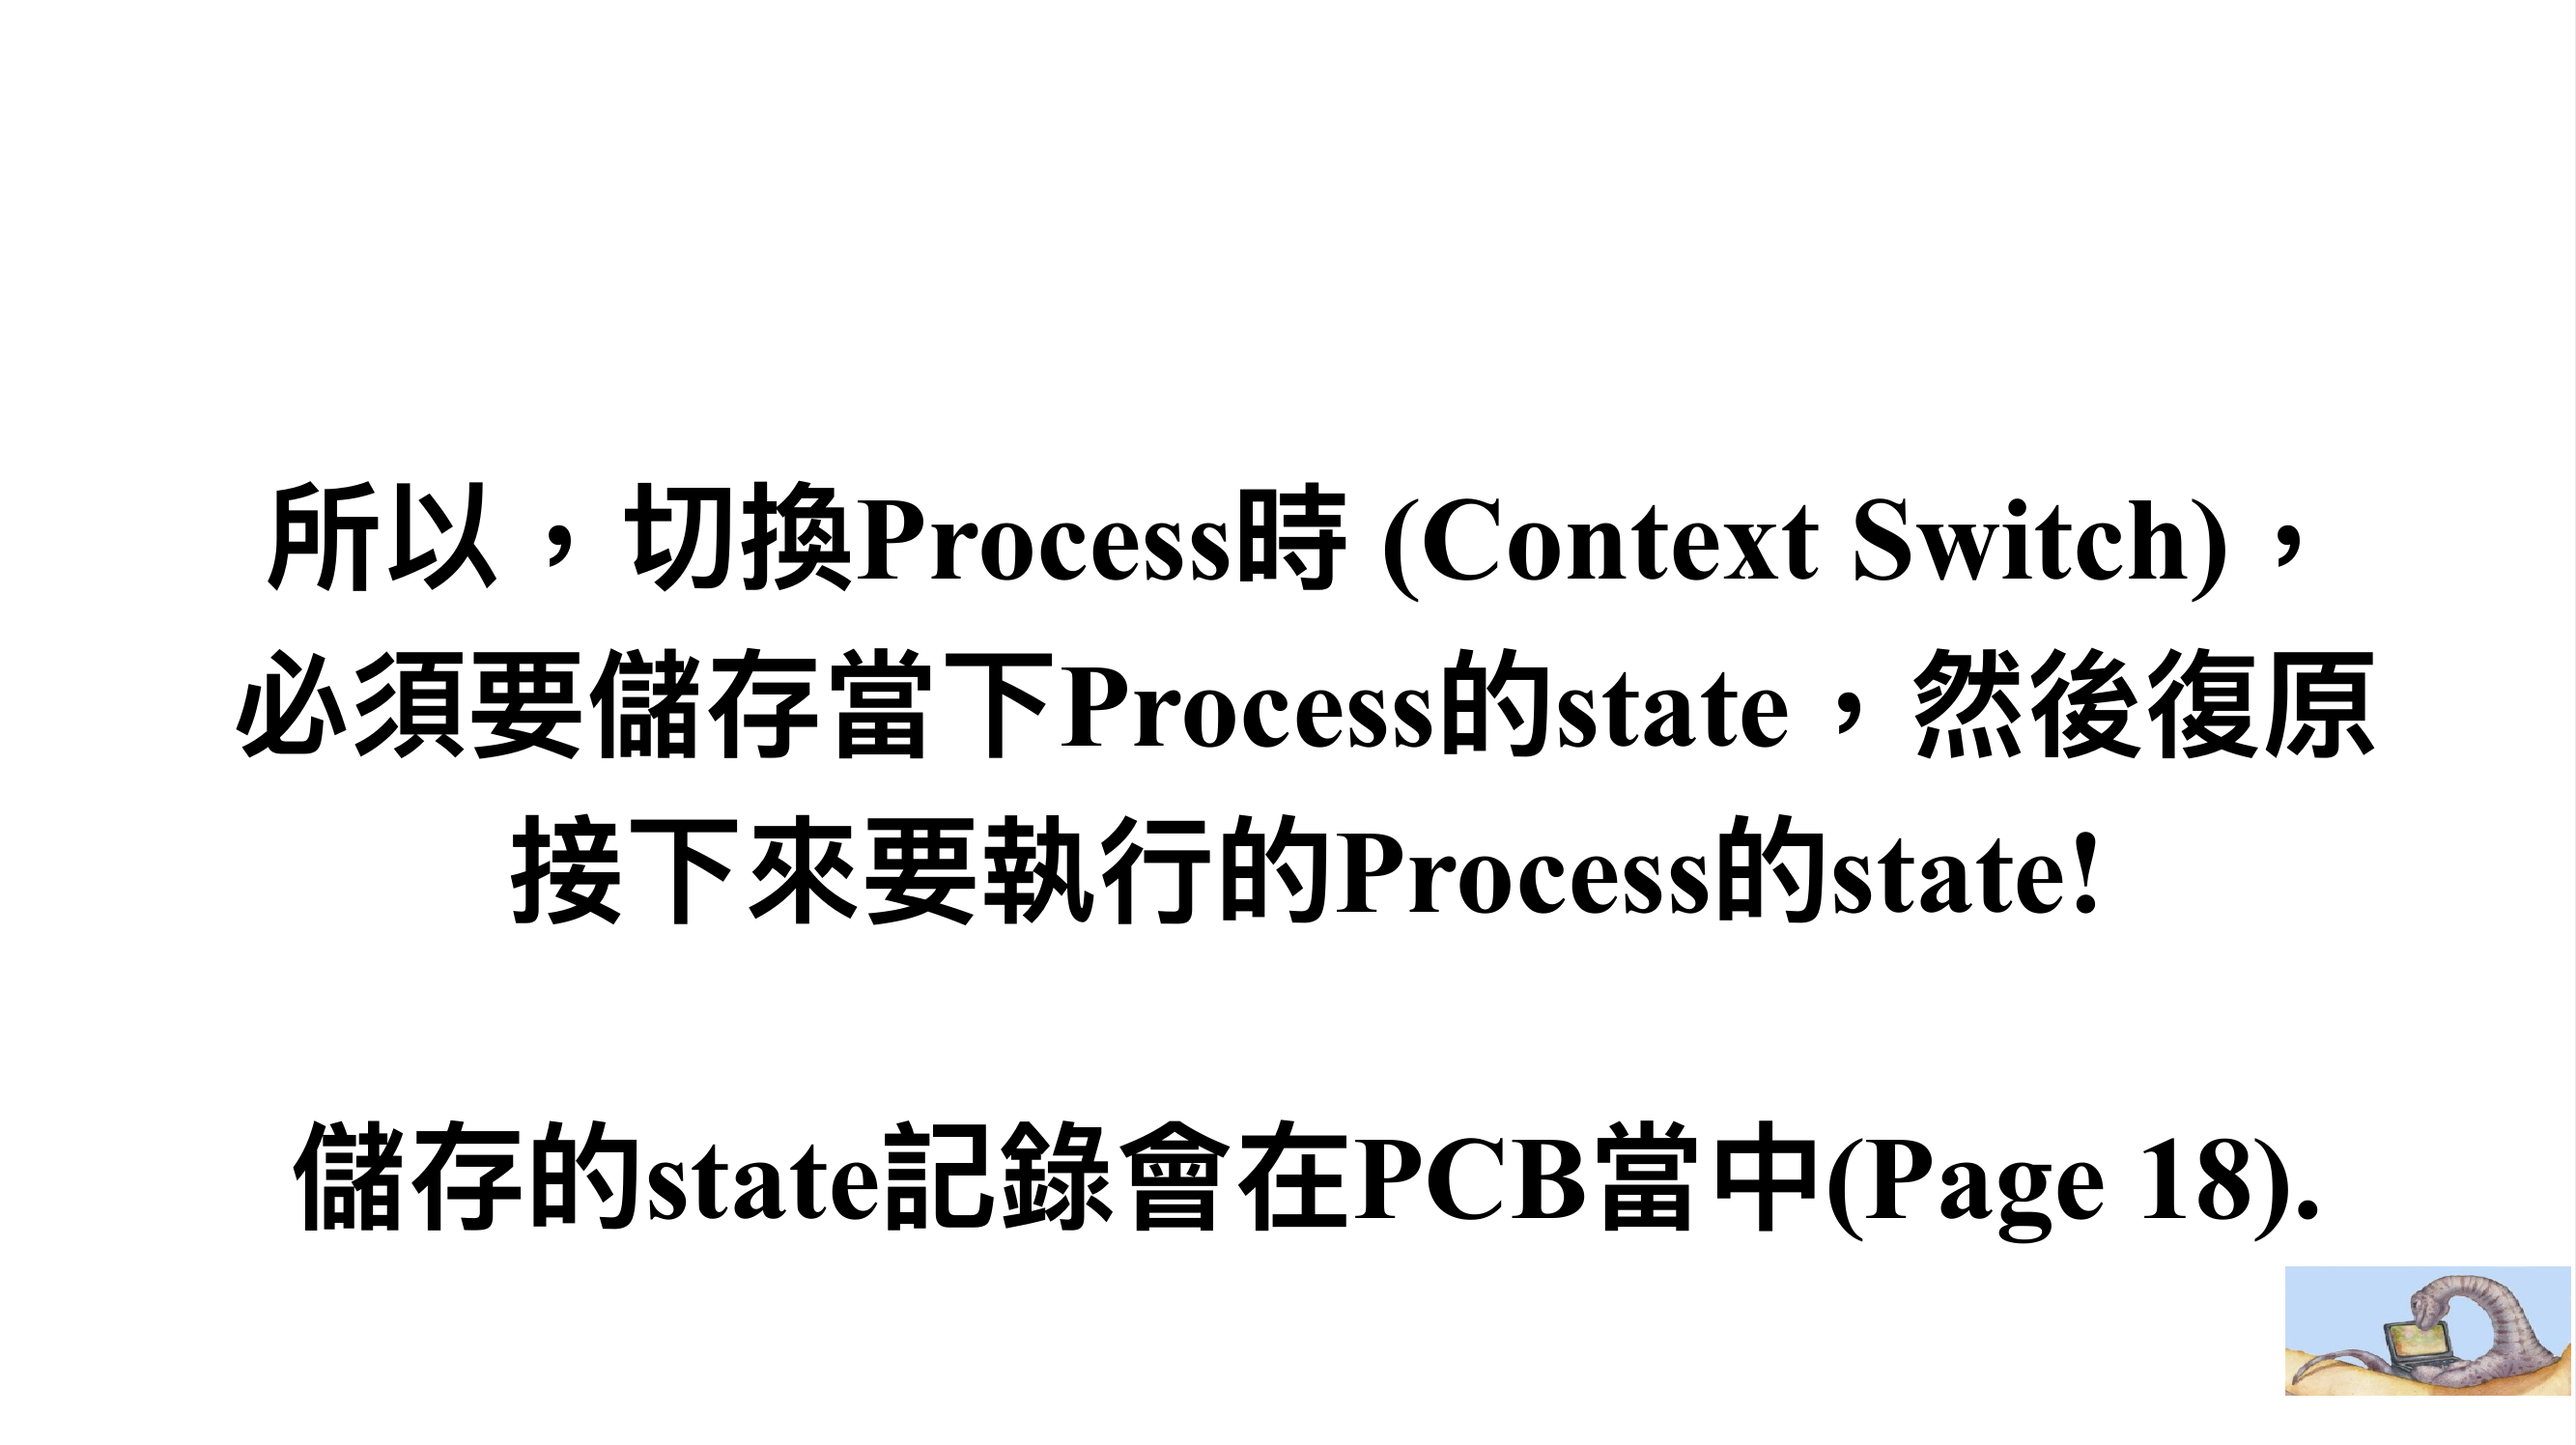 所以，切換Process時 (Context Switch)，
必須要儲存當下Process的state，然後復原
接下來要執行的Process的state!
儲存的state記錄會在PCB當中(Page 18).